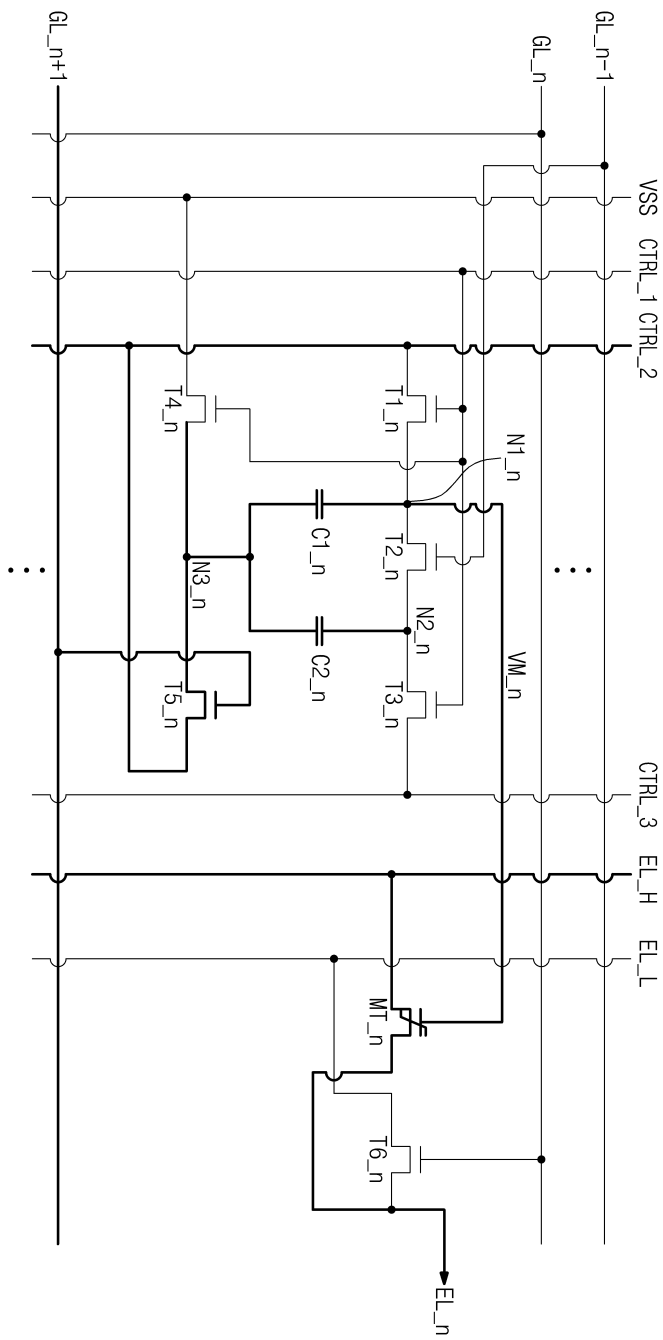 GL_n-1
GL_n
GL_n+1
VSS
CTRL_1
CTRL_2
T1_n
T4_n
N1_n
C1_n
T2_n
N3_n
N2_n
C2_n
VM_n
T3_n
T5_n
CTRL_3
EL_H
EL_L
MT_n
T6_n
EL_n